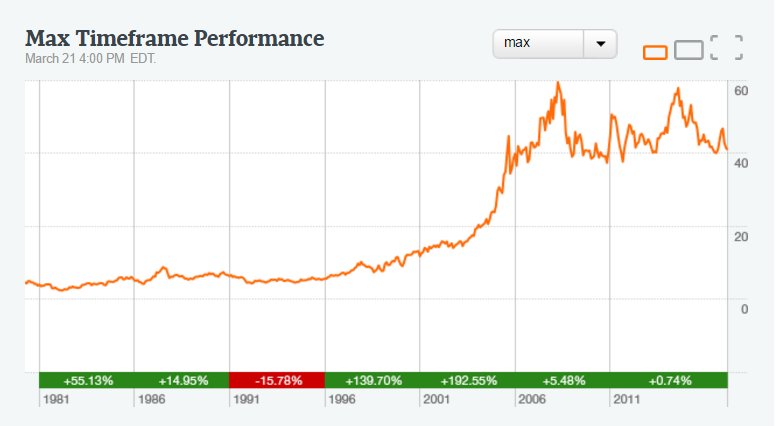 Max Timeframe Performance
March 21 4:00 PM EDT.
max
60
40
20
0
+55.13% +14.95% -15.78% +139.70% +192.55% +5.48% +0.74%
1981 1986 1991 1996 2001 2006 2011